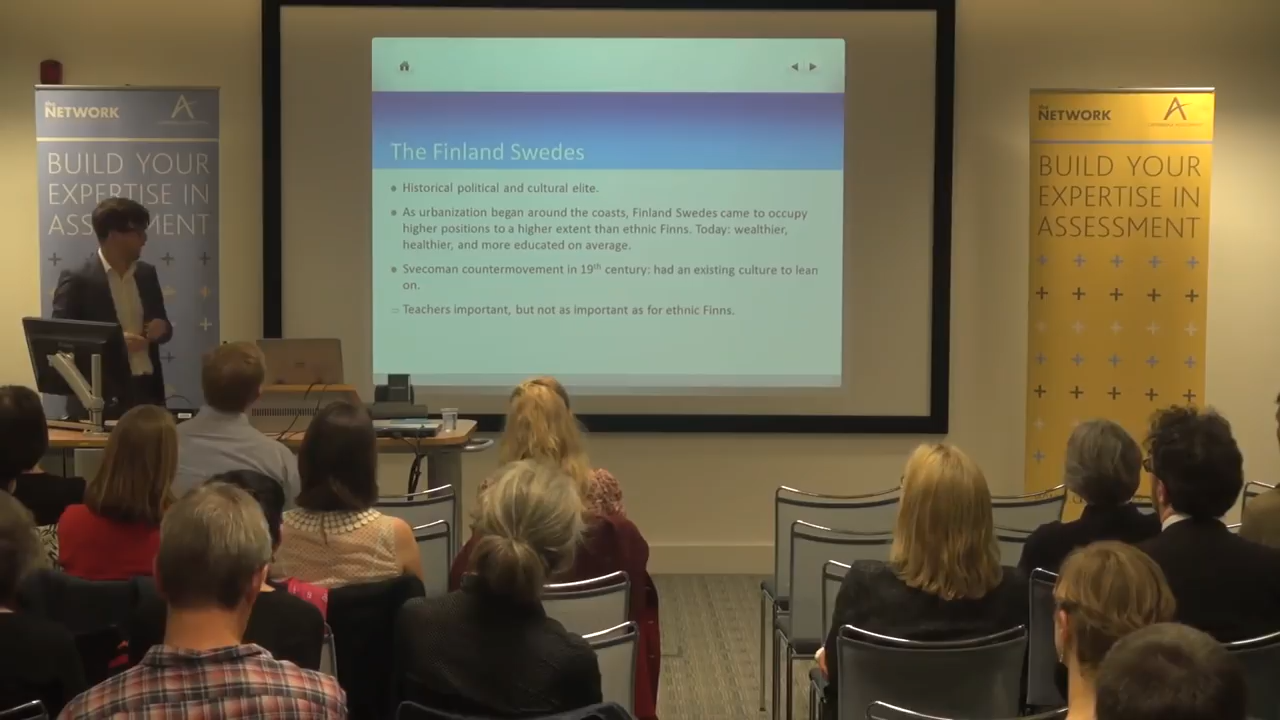 the
NETWORK
BUILD YOUR
EXPERTISE IN
ASSESSMENT
The Finland Swedes
Historical political and cultural elite.
As urbanization began around the coasts, Finland Swedes came to occupy
higher positions to a higher extent than ethnic Finns. Today: wealthier,
healthier, and more educated on average.
Svecoman countermovement in 19th century: had an existing culture to lean
on.
Teachers important, but not as important as for ethnic Finns.
the
NETWORK
BUILD YOUR
EXPERTISE IN
ASSESSMENT